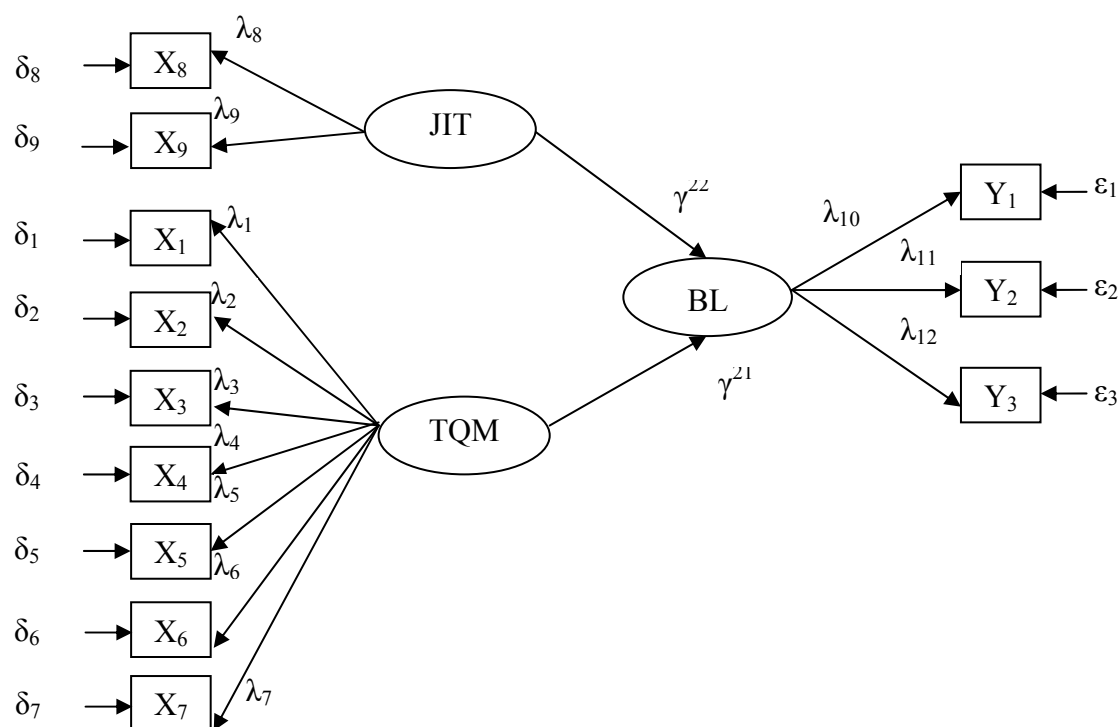 λ₈
δ₈ X₈
λ₉
δ₉ X₉
JIT
γ²²
δ₁ X₁ λ₁
λ₁₀ Y₁ ε₁
λ₁₁
δ₂ X₂ λ₂
BL
Y₂ ε₂
λ₁₂
δ₃ X₃ λ₃
γ²¹
Y₃ ε₃
λ₄
TQM
δ₄ X₄
λ₅
δ₅ X₅
λ₆
δ₆ X₆
λ₇
δ₇ X₇